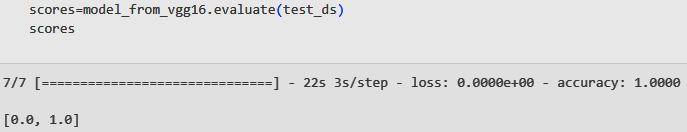 scores=model_from_vgg16.evaluate(test_ds)
scores
7/7 [==============================] - 22s 3s/step - loss: 0.0000e+00 - accuracy: 1.0000
[0.0, 1.0]